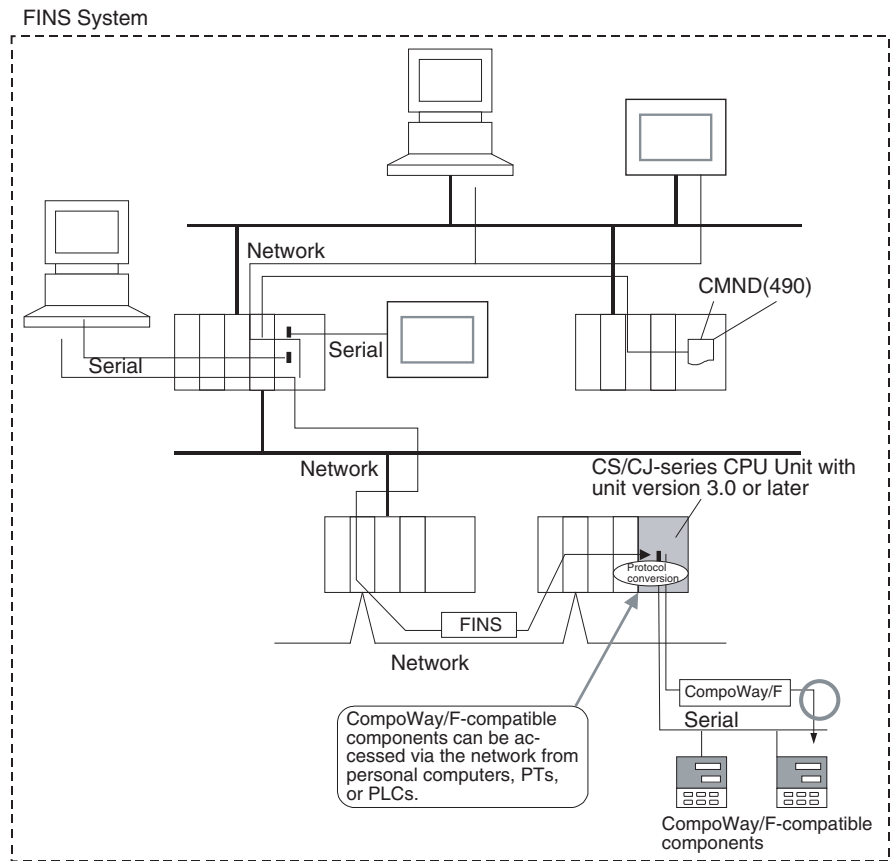 FINS System
Network
CMND(490)
Serial
Serial
Network
CS/CJ-series CPU Unit with
unit version 3.0 or later
Protocol
conversion
FINS
Network
CompoWay/F
Serial
CompoWay/F-compatible
components can be ac-
cessed via the network from
personal computers, PTs,
or PLCs.
CompoWay/F-compatible
components